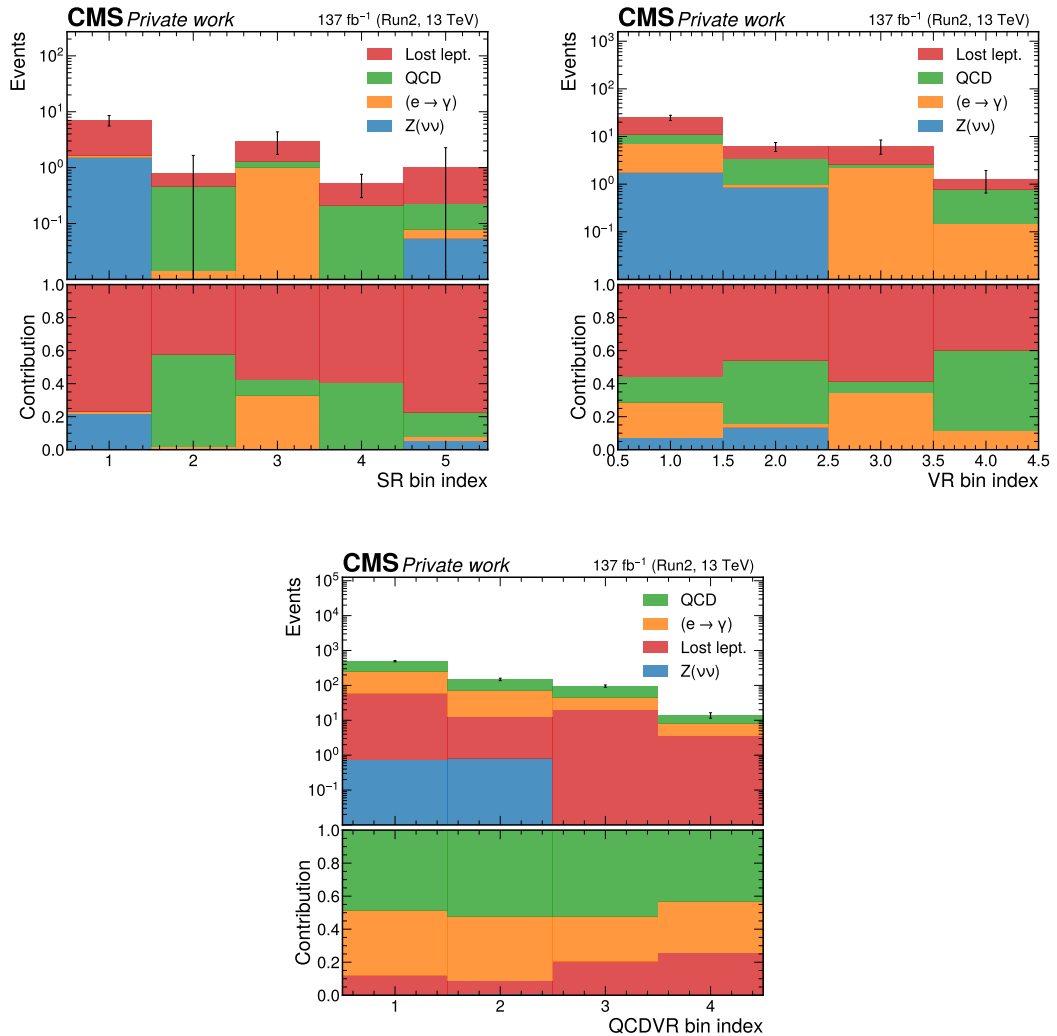 CMS Private work 137 fb⁻¹ (Run2, 13 TeV)
Events
10²
10¹
10⁰
10⁻¹
Lost lept.
QCD
(e → γ)
Z(νν)
Contribution
1.0
0.8
0.6
0.4
0.2
0.0
1 2 3 4 5
SR bin index
CMS Private work 137 fb⁻¹ (Run2, 13 TeV)
Events
10³
10²
10¹
10⁰
10⁻¹
Lost lept.
QCD
(e → γ)
Z(νν)
Contribution
1.0
0.8
0.6
0.4
0.2
0.0
0.5 1.0 1.5 2.0 2.5 3.0 3.5 4.0 4.5
VR bin index
CMS Private work 137 fb⁻¹ (Run2, 13 TeV)
Events
10⁵
10⁴
10³
10²
10¹
10⁰
10⁻¹
QCD
(e → γ)
Lost lept.
Z(νν)
Contribution
1.0
0.8
0.6
0.4
0.2
0.0
1 2 3 4
QCDVR bin index